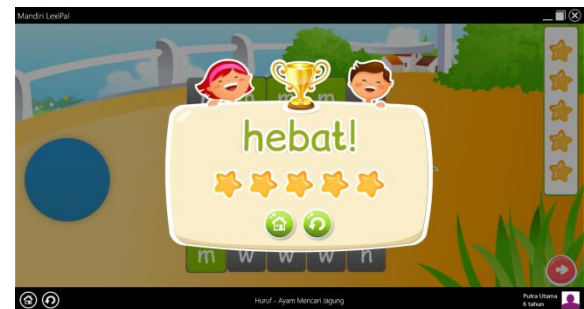 Mandiri LexiPal
m m
hebat!
m w w w n
Huruf - Ayam Mencari Jagung
Putra Utama
6 tahun